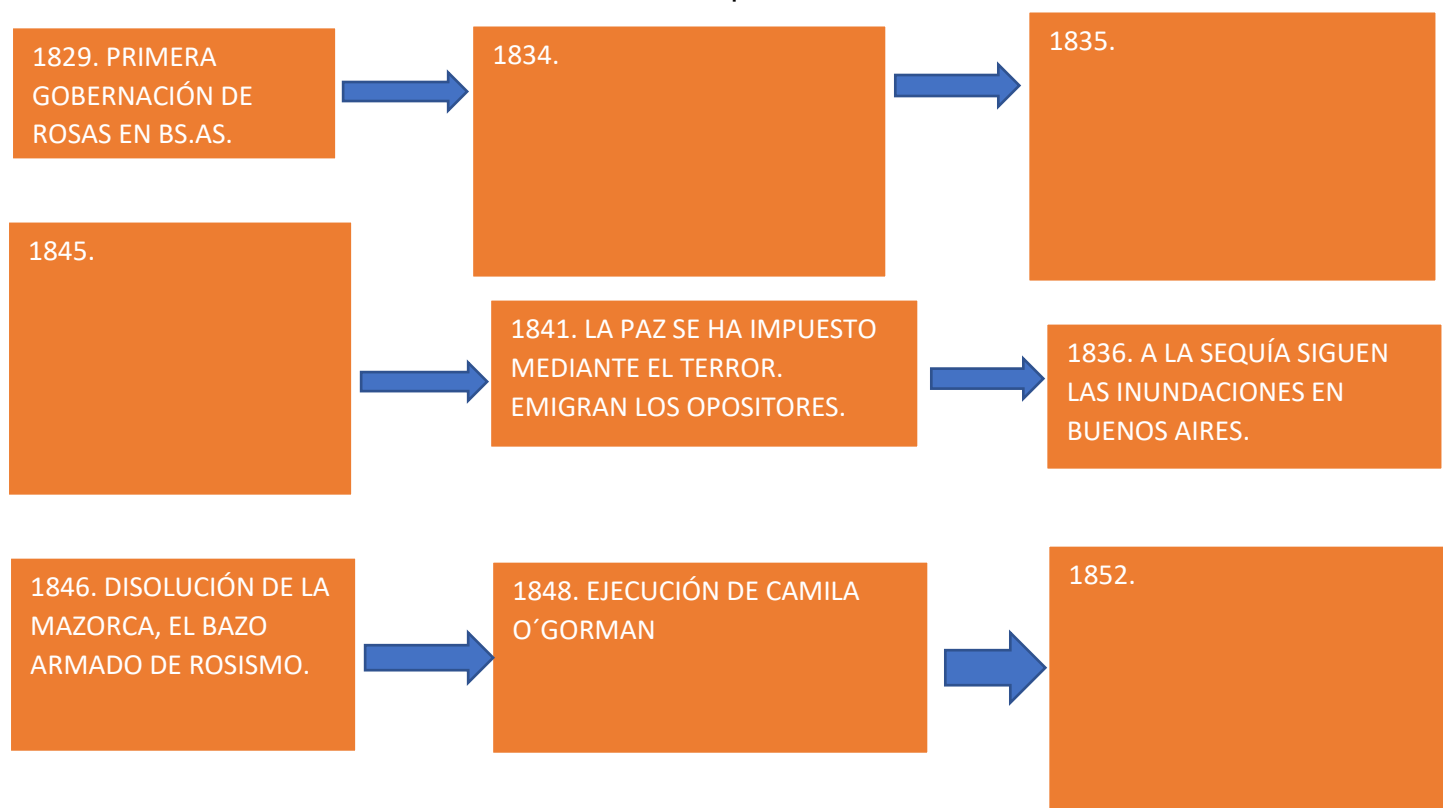 1829. PRIMERA
GOBERNACIÓN DE
ROSAS EN BS.AS.
1834.
1835.
1845.
1841. LA PAZ SE HA IMPUESTO
MEDIANTE EL TERROR.
EMIGRAN LOS OPOSITORES.
1836. A LA SEQUÍA SIGUEN
LAS INUNDACIONES EN
BUENOS AIRES.
1846. DISOLUCIÓN DE LA
MAZORCA, EL BAZO
ARMADO DE ROSISMO.
1848. EJECUCIÓN DE CAMILA
O´GORMAN
1852.